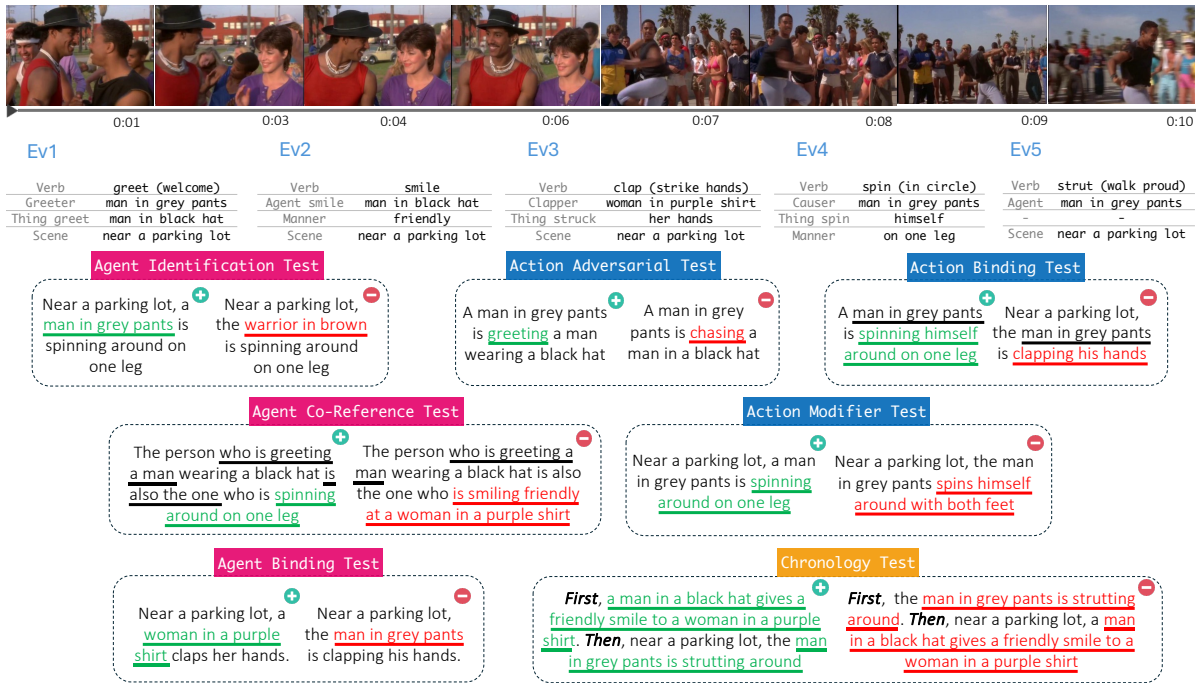 0:01 0:03 0:04 0:06 0:07 0:08 0:09 0:10
Ev1 Ev2 Ev3 Ev4 Ev5
Verb greet (welcome)
Greeter man in grey pants
Thing greet man in black hat
Scene near a parking lot
Verb smile
Agent smile man in black hat
Manner friendly
Scene near a parking lot
Verb clap (strike hands)
Clapper woman in purple shirt
Thing struck her hands
Scene near a parking lot
Verb spin (in circle)
Causer man in grey pants
Thing spin himself
Manner on one leg
Verb strut (walk proud)
Agent man in grey pants
- -
Scene near a parking lot
Agent Identification Test
Near a parking lot, a
man in grey pants is
spinning around on
one leg
Near a parking lot,
the warrior in brown
is spinning around
on one leg
Action Adversarial Test
A man in grey pants
is greeting a man
wearing a black hat
A man in grey
pants is chasing a
man in a black hat
Action Binding Test
A man in grey pants
is spinning himself
around on one leg
Near a parking lot,
the man in grey pants
is clapping his hands
Agent Co-Reference Test
The person who is greeting
a man wearing a black hat is
also the one who is spinning
around on one leg
The person who is greeting a
man wearing a black hat is also
the one who is smiling friendly
at a woman in a purple shirt
Action Modifier Test
Near a parking lot, a man
in grey pants is spinning
around on one leg
Near a parking lot, the man
in grey pants spins himself
around with both feet
Agent Binding Test
Near a parking lot, a
woman in a purple
shirt claps her hands.
Near a parking lot,
the man in grey pants
is clapping his hands.
Chronology Test
First, a man in a black hat gives a
friendly smile to a woman in a purple
shirt. Then, near a parking lot, the man
in grey pants is strutting around
First, the man in grey pants is strutting
around. Then, near a parking lot, a man
in a black hat gives a friendly smile to a
woman in a purple shirt